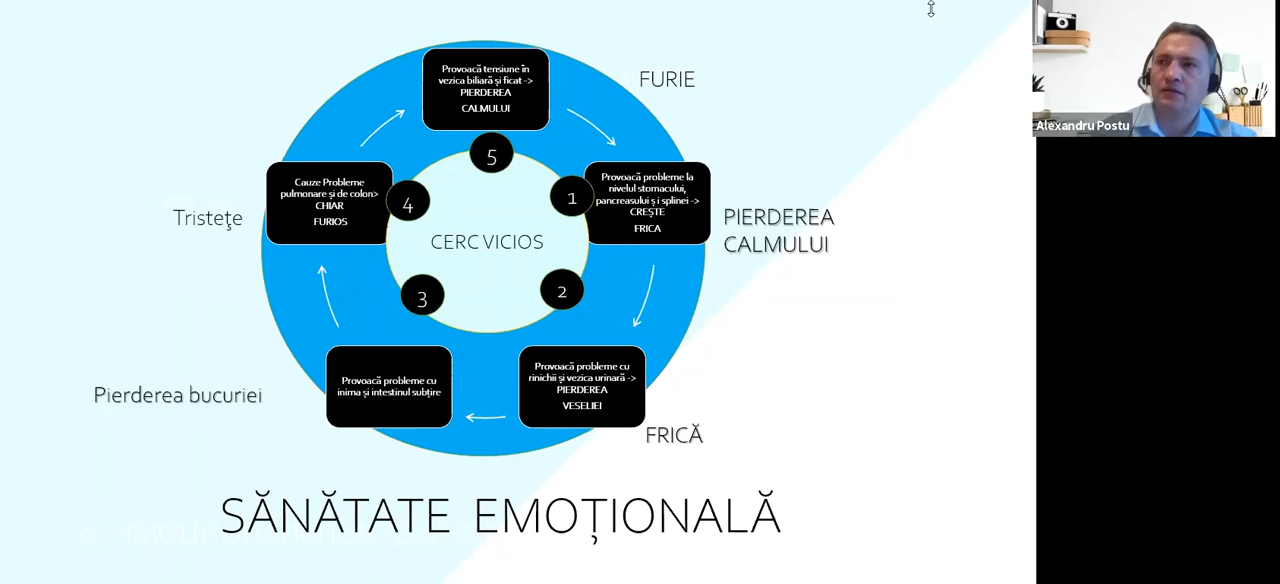 Provoacă tensiune în
vezica biliară și ficat ->
PIERDEREA
CALMULUI
FURIE
5
Cauze Probleme
pulmonare și de colon>
CHIAR
FURIOS
4
1
Provoacă probleme la
nivelul stomacului,
pancreasului ș i splinei ->
CREȘTE
FRICA
Tristețe
PIERDEREA
CALMULUI
CERC VICIOS
3
2
Provoacă probleme cu
inima și intestinul subțire
Provoacă probleme cu
rinichii și vezica urinară ->
PIERDEREA
VESELIEI
Pierderea bucuriei
FRICĂ
SĂNĂTATE EMOȚIONALĂ
Alexandru Postu